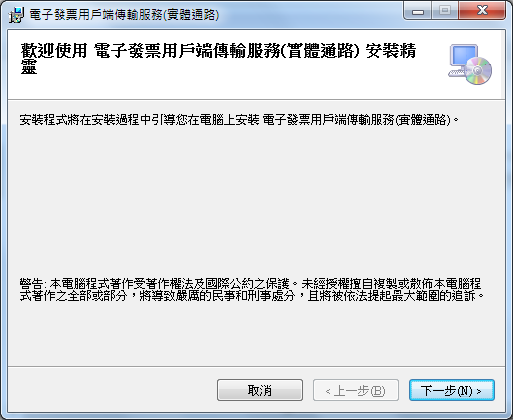 電子發票用戶端傳輸服務(實體通路)
歡迎使用 電子發票用戶端傳輸服務(實體通路) 安裝精
靈
安裝程式將在安裝過程中引導您在電腦上安裝 電子發票用戶端傳輸服務(實體通路)。
警告: 本電腦程式著作受著作權法及國際公約之保護。未經授權擅自複製或散佈本電腦程
式著作之全部或部分，將導致嚴厲的民事和刑事處分，且將被依法提起最大範圍的追訴。
取消
< 上一步(B)
下一步(N) >